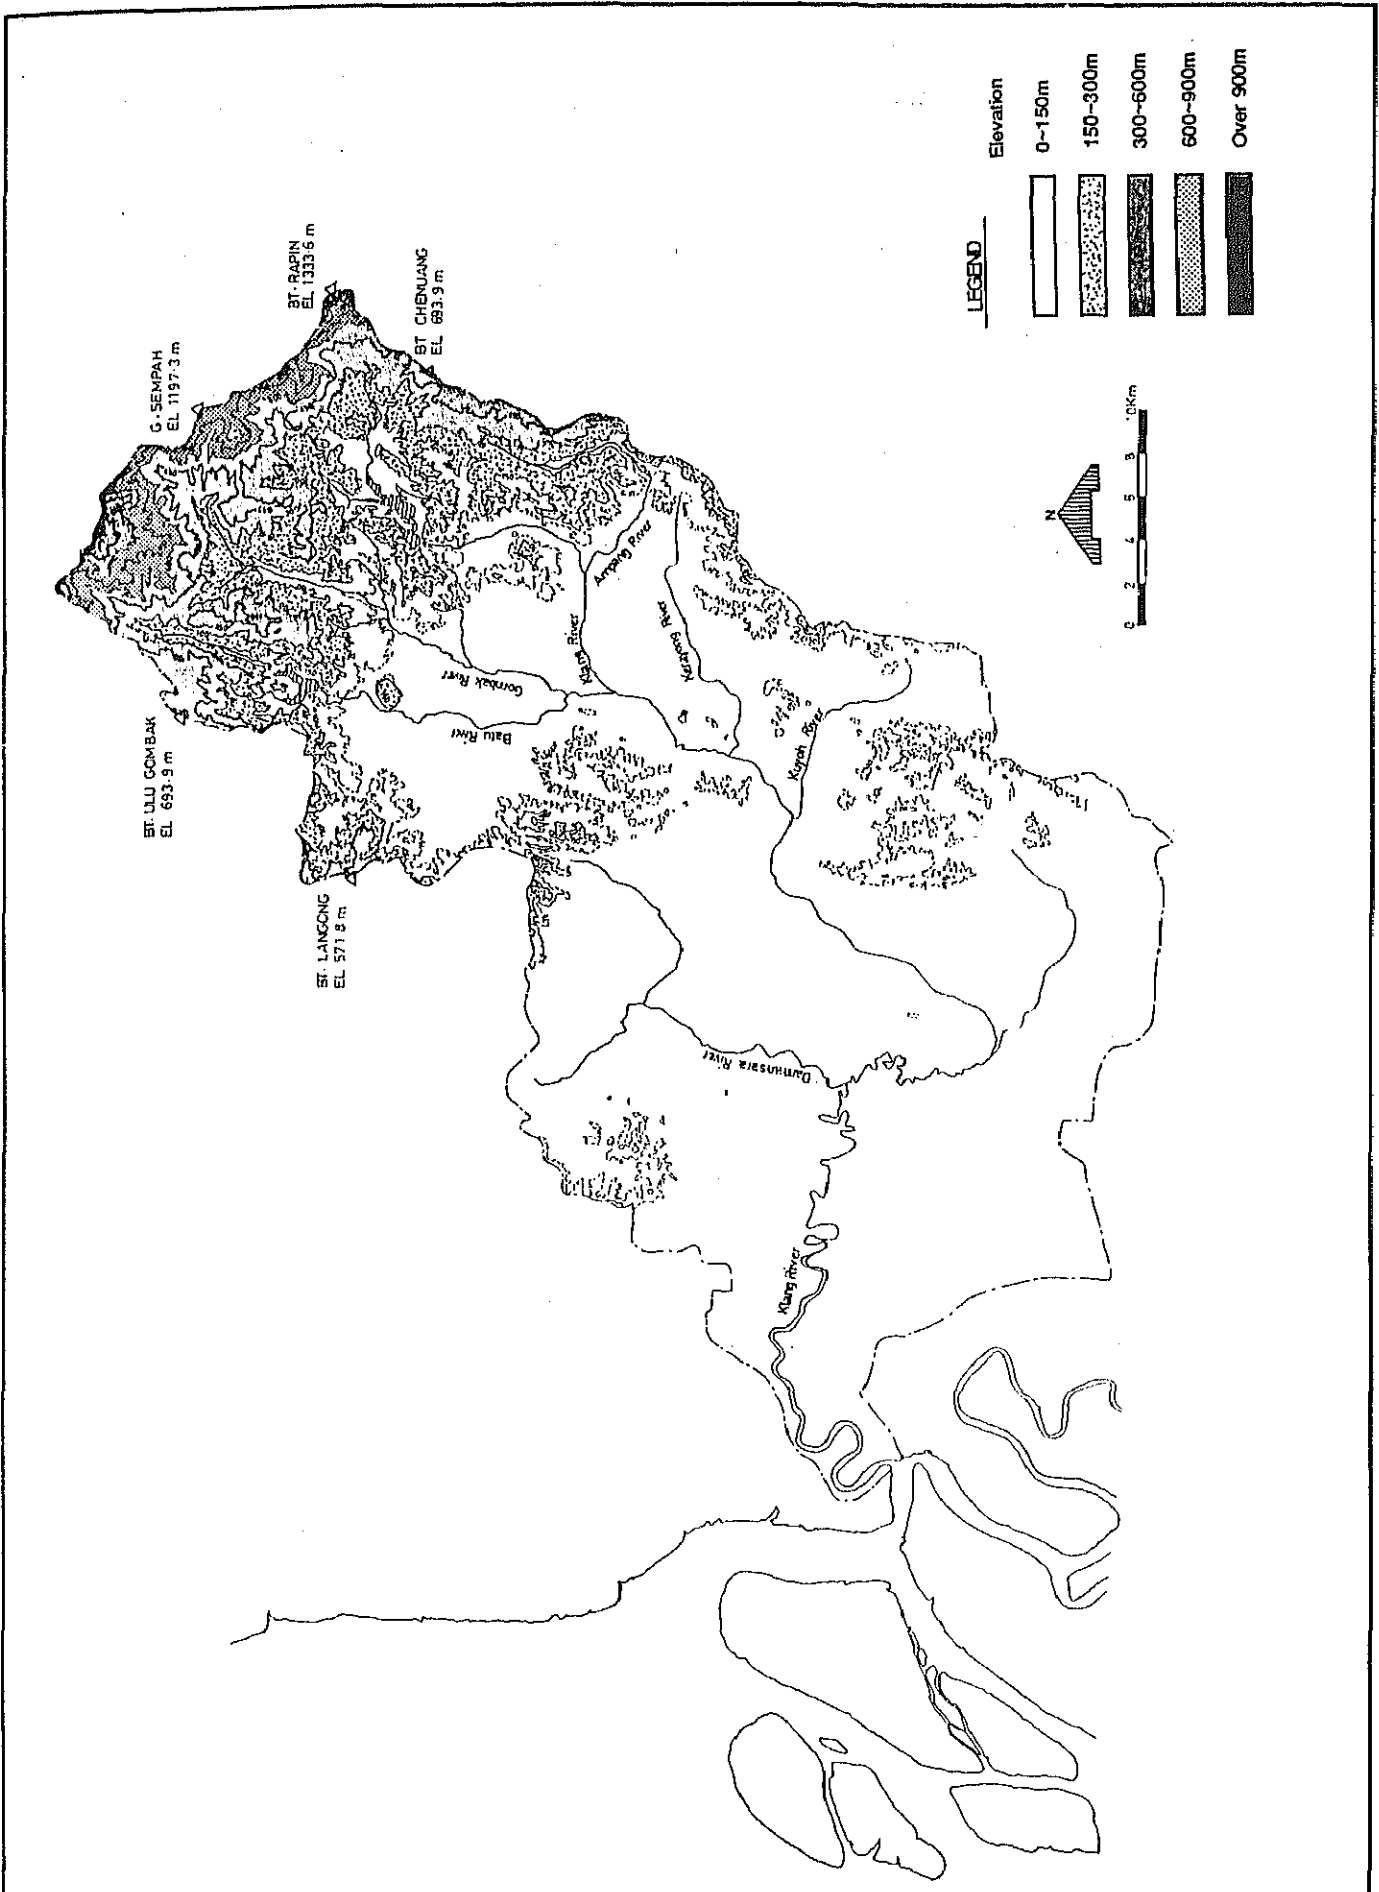 BT. ULU GOMBAK
EL 693.9 m
G. SEMPAH
EL 1197.3 m
BT. RAPIN
EL 1333.6 m
BT CHENUANG
EL 693.9 m
BT. LANGONG
EL 571.8 m
Batu River
Gombak River
Klang River
Ampang River
Kuyoh River
Damansara River
Klang River
N
0 2 4 6 8 10Km
LEGEND
Elevation
0~150m
150~300m
300~600m
600~900m
Over 900m